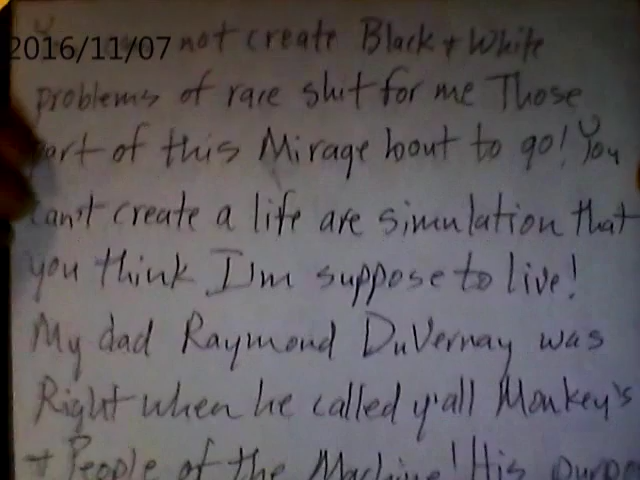 2016/11/07 not create Black & White
problems of race shit for me Those
part of this Mirage bout to go! You
can't create a life are simulation that
you think I'm suppose to live!
My dad Raymond DuVernay was
Right when he called y'all Monkey's
+ People of the Machine! His